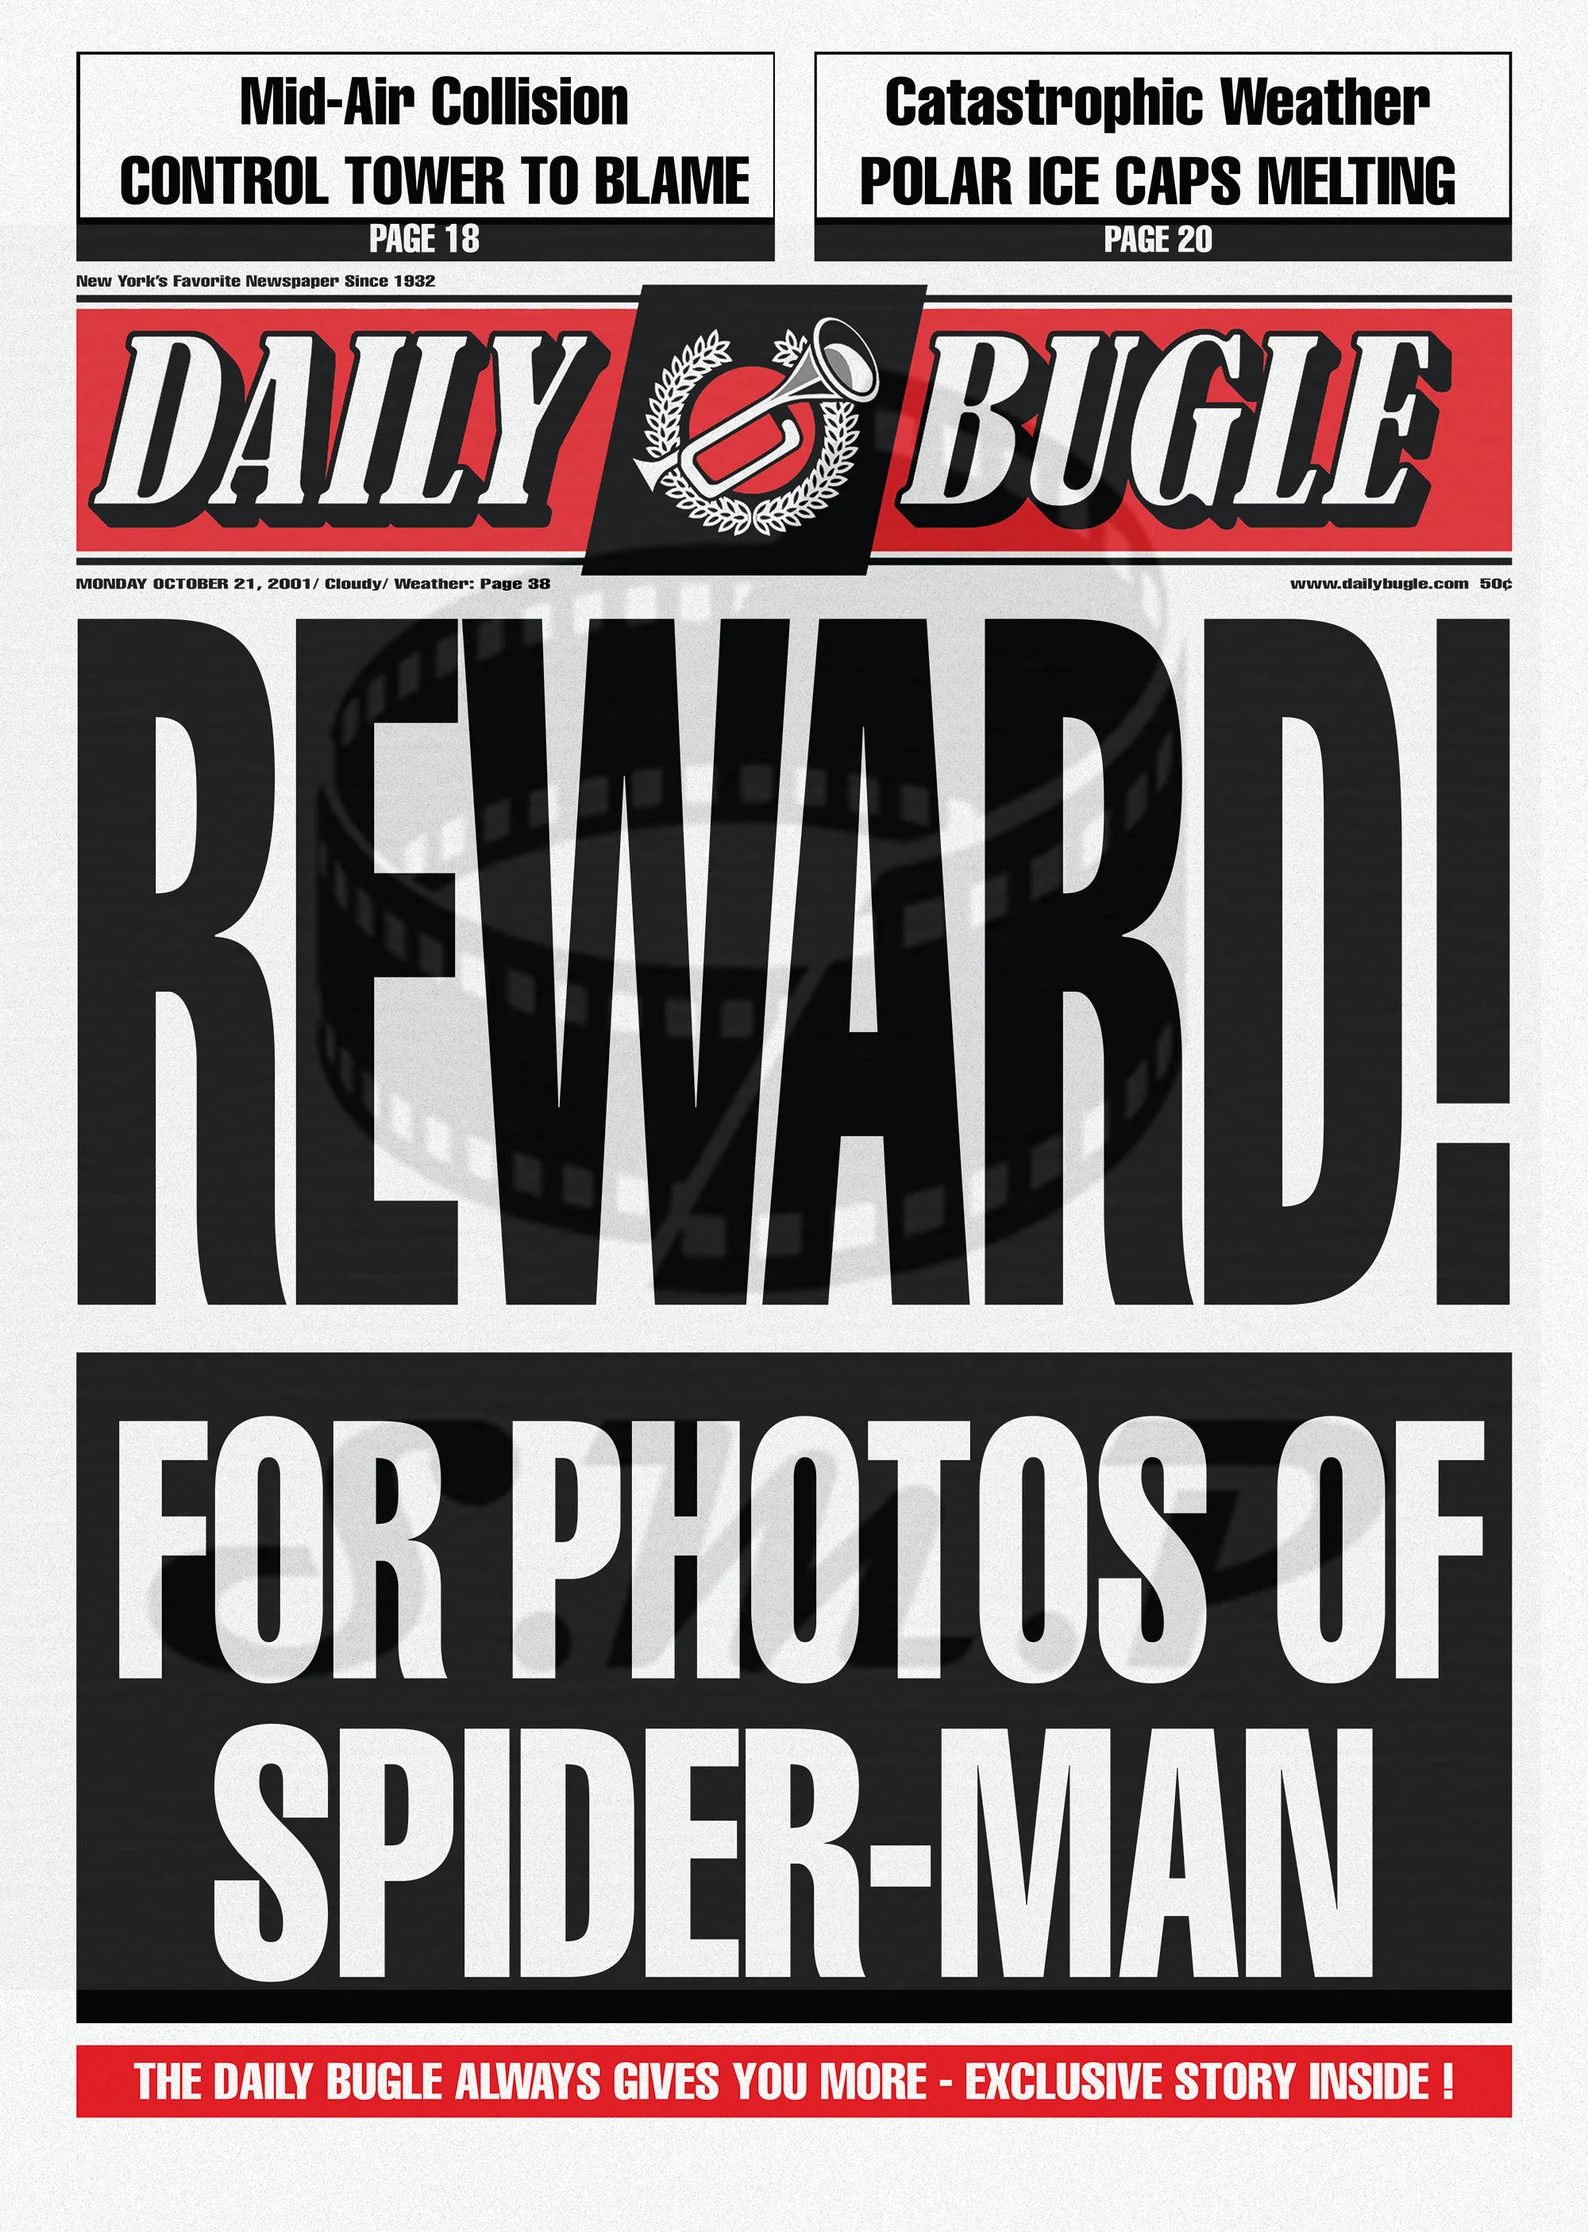 Mid-Air Collision
CONTROL TOWER TO BLAME
PAGE 18
Catastrophic Weather
POLAR ICE CAPS MELTING
PAGE 20
New York's Favorite Newspaper Since 1932
DAILY BUGLE
MONDAY OCTOBER 21, 2001/ Cloudy/ Weather: Page 38
www.dailybugle.com 50¢
REWARD!
FOR PHOTOS OF
S.M.P
SPIDER-MAN
THE DAILY BUGLE ALWAYS GIVES YOU MORE - EXCLUSIVE STORY INSIDE !